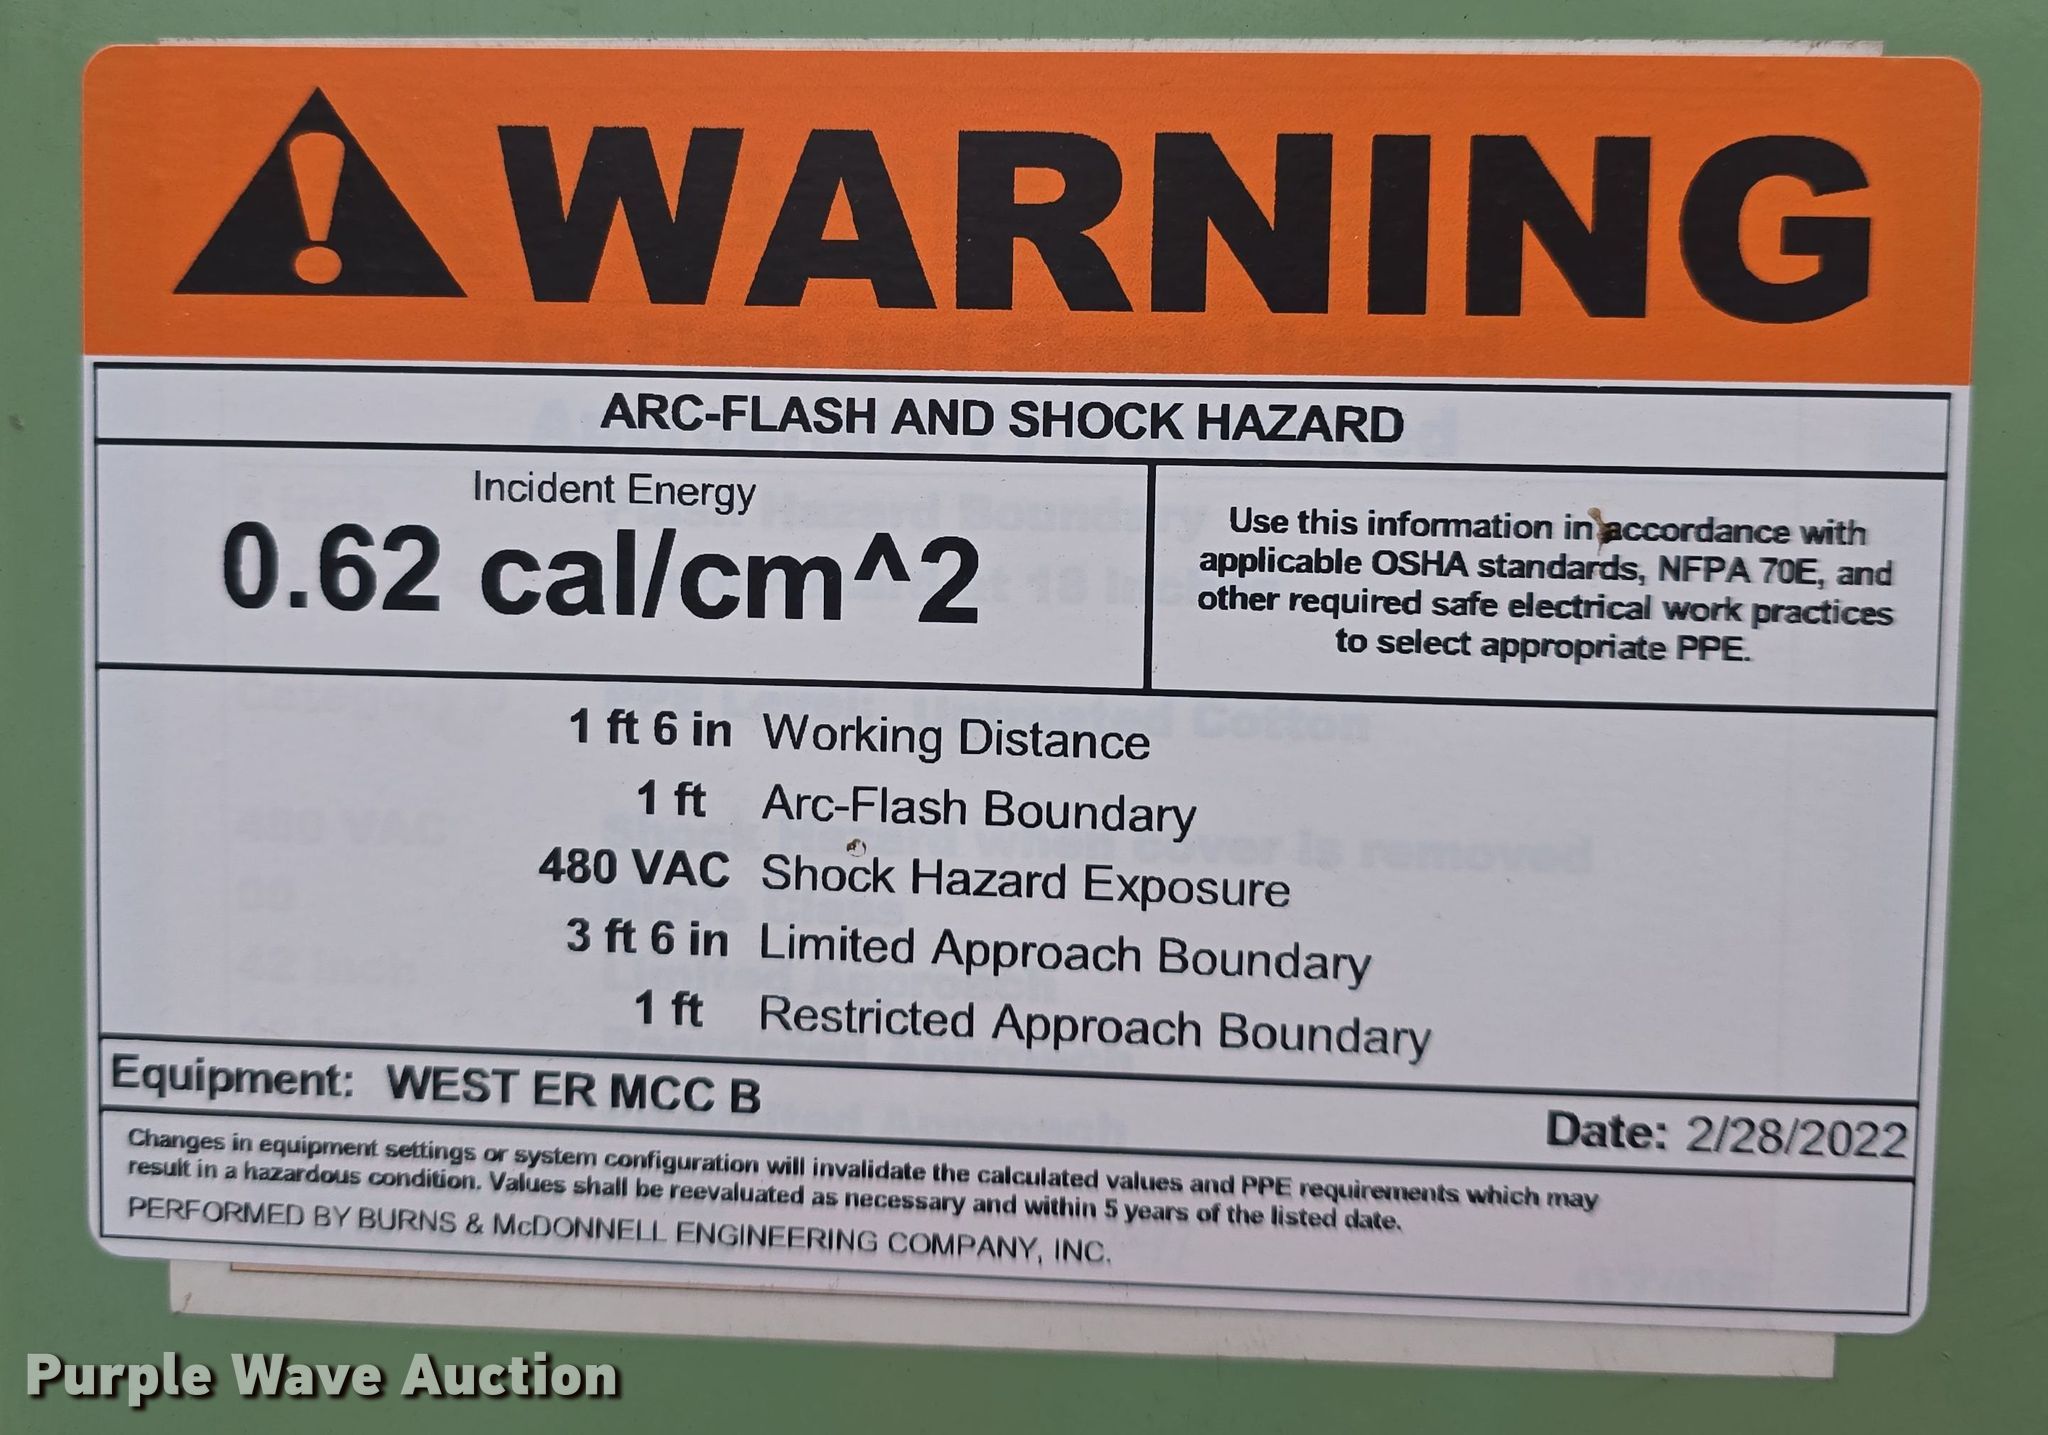 WARNING
ARC-FLASH AND SHOCK HAZARD
Incident Energy
0.62 cal/cm^2
Use this information in accordance with
applicable OSHA standards, NFPA 70E, and
other required safe electrical work practices
to select appropriate PPE.
1 ft 6 in Working Distance
1 ft Arc-Flash Boundary
480 VAC Shock Hazard Exposure
3 ft 6 in Limited Approach Boundary
1 ft Restricted Approach Boundary
Equipment: WEST ER MCC B Date: 2/28/2022
Changes in equipment settings or system configuration will invalidate the calculated values and PPE requirements which may
result in a hazardous condition. Values shall be reevaluated as necessary and within 5 years of the listed date.
PERFORMED BY BURNS & McDONNELL ENGINEERING COMPANY, INC.
Purple Wave Auction